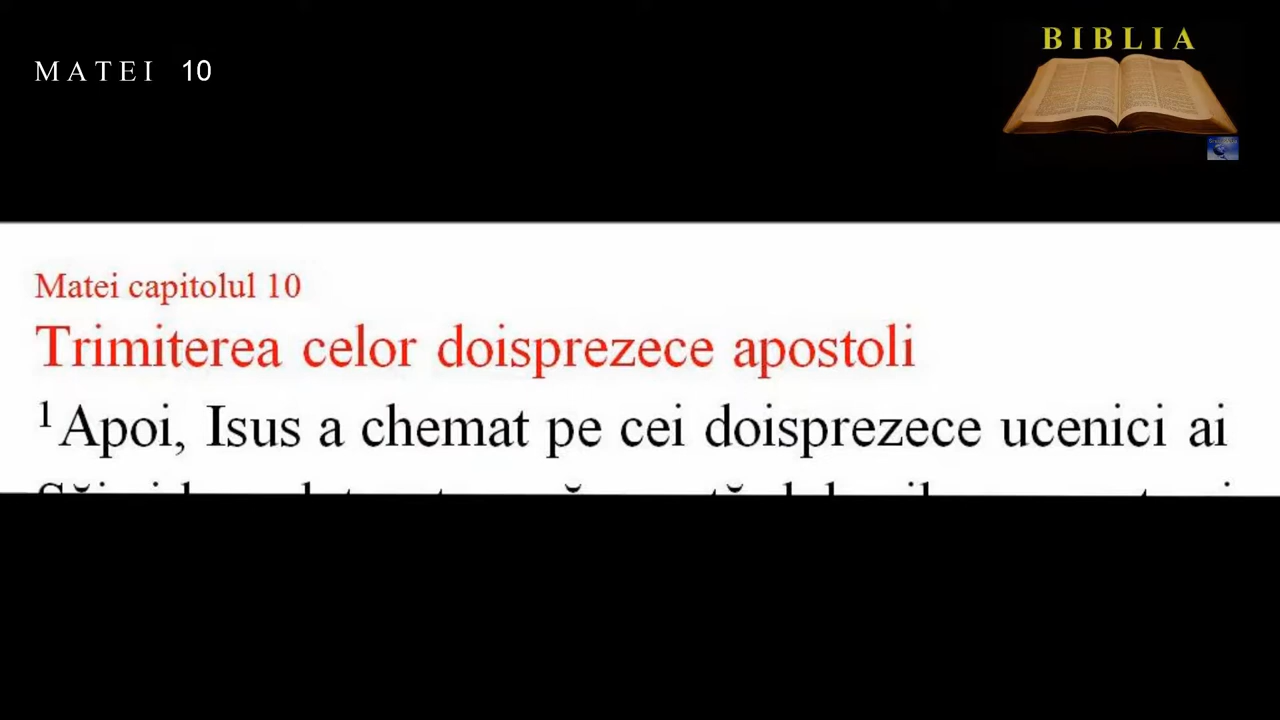 MATEI 10
BIBLIA
Matei capitolul 10
Trimiterea celor doisprezece apostoli
1 Apoi, Isus a chemat pe cei doisprezece ucenici ai